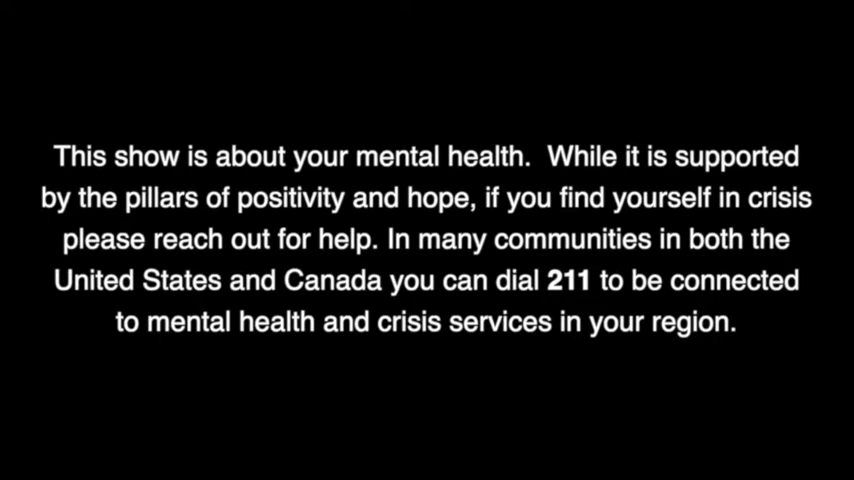 This show is about your mental health.  While it is supported
by the pillars of positivity and hope, if you find yourself in crisis
please reach out for help. In many communities in both the
United States and Canada you can dial 211 to be connected
to mental health and crisis services in your region.